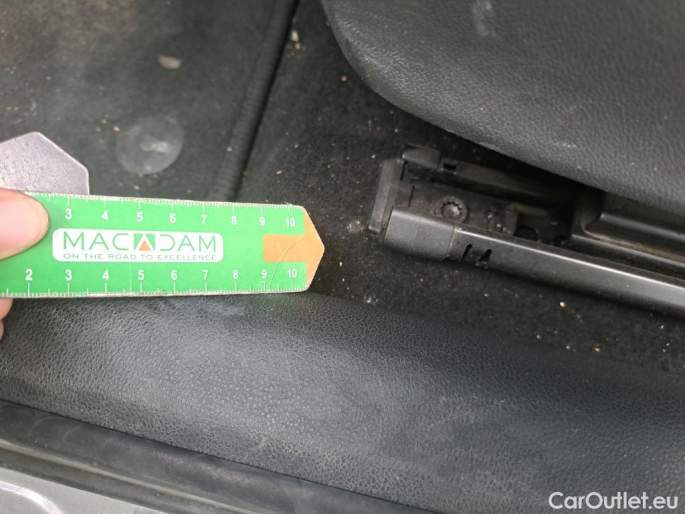 3 4 5 6 7 8 9 10
MACADAM
ON THE ROAD TO EXCELLENCE
2 3 4 5 6 7 8 9 10
CarOutlet.eu